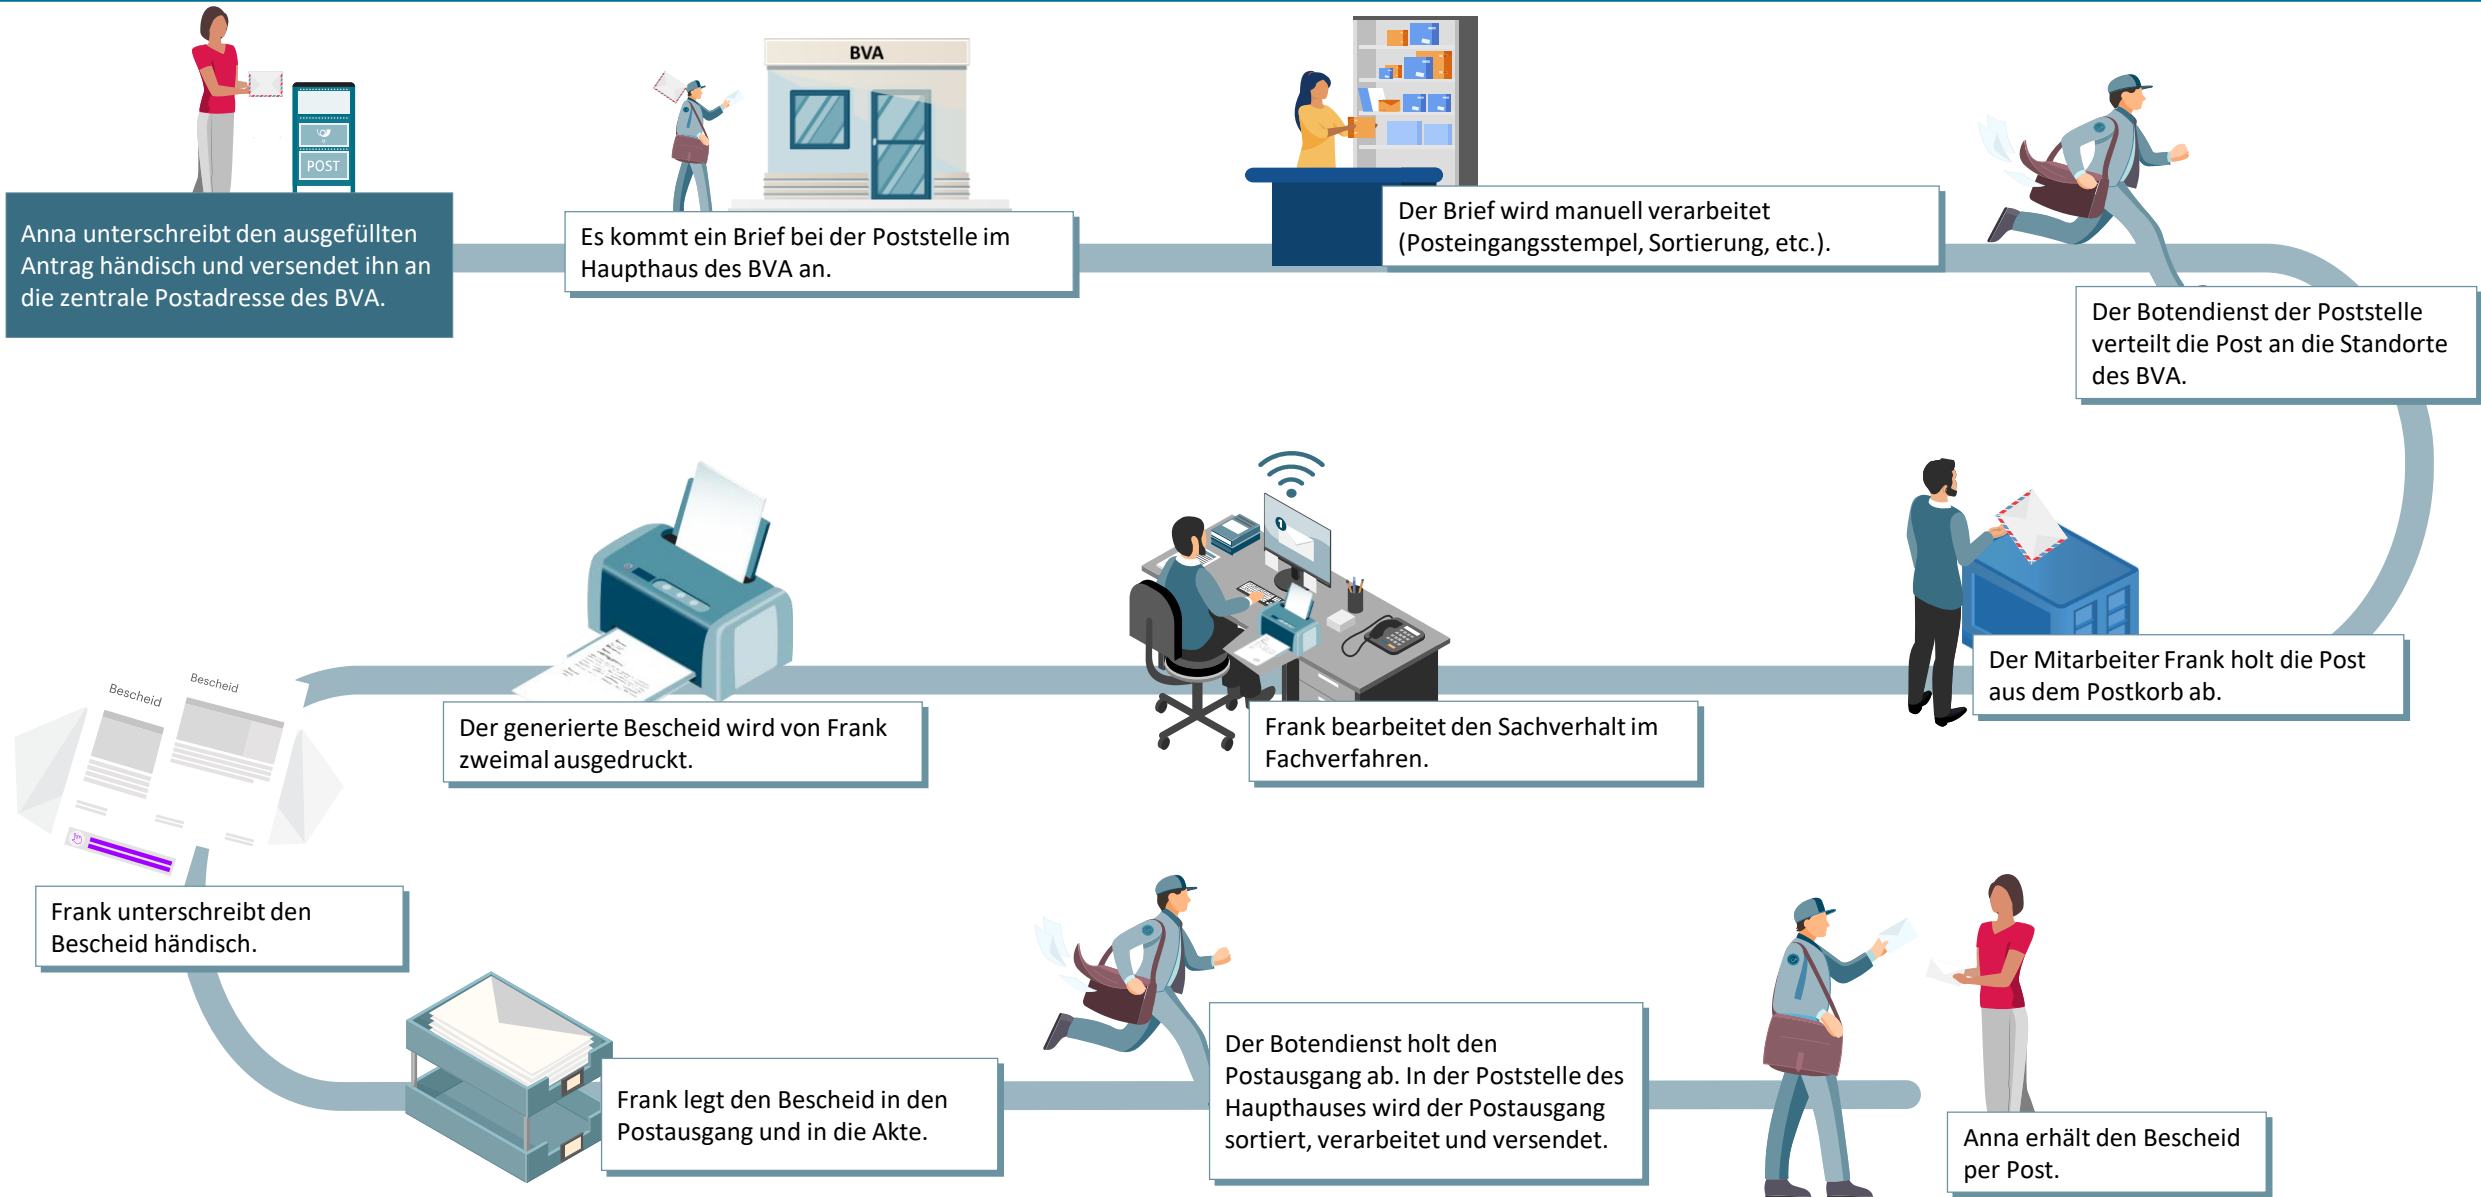 BVA
POST
Anna unterschreibt den ausgefüllten
Antrag händisch und versendet ihn an
die zentrale Postadresse des BVA.
Es kommt ein Brief bei der Poststelle im
Haupthaus des BVA an.
Der Brief wird manuell verarbeitet
(Posteingangsstempel, Sortierung, etc.).
Der Botendienst der Poststelle
verteilt die Post an die Standorte
des BVA.
Der Mitarbeiter Frank holt die Post
aus dem Postkorb ab.
1
Frank bearbeitet den Sachverhalt im
Fachverfahren.
Der generierte Bescheid wird von Frank
zweimal ausgedruckt.
Bescheid
Bescheid
Frank unterschreibt den
Bescheid händisch.
Frank legt den Bescheid in den
Postausgang und in die Akte.
Der Botendienst holt den
Postausgang ab. In der Poststelle des
Haupthauses wird der Postausgang
sortiert, verarbeitet und versendet.
Anna erhält den Bescheid
per Post.